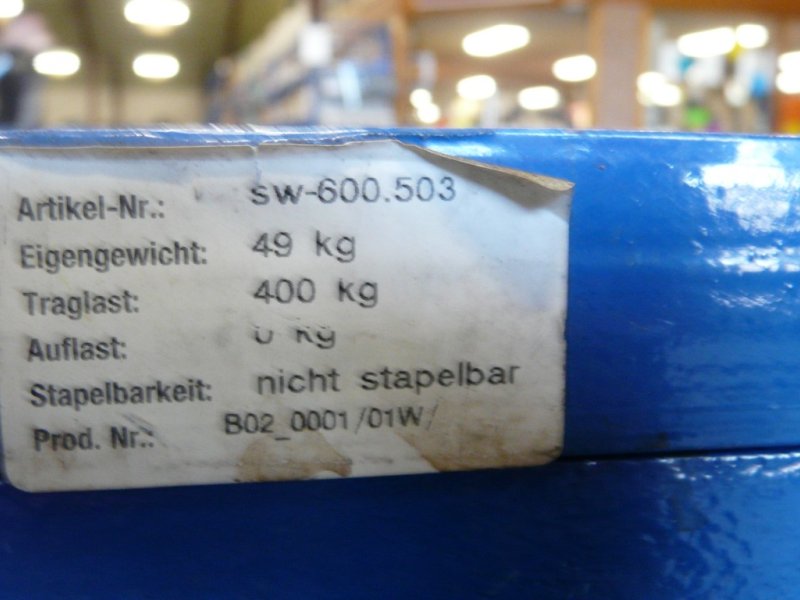 Artikel-Nr.: sw-600.503
Eigengewicht: 49 kg
Traglast: 400 kg
Auflast: 0 kg
Stapelbarkeit: nicht stapelbar
Prod. Nr.: B02_0001/01W/